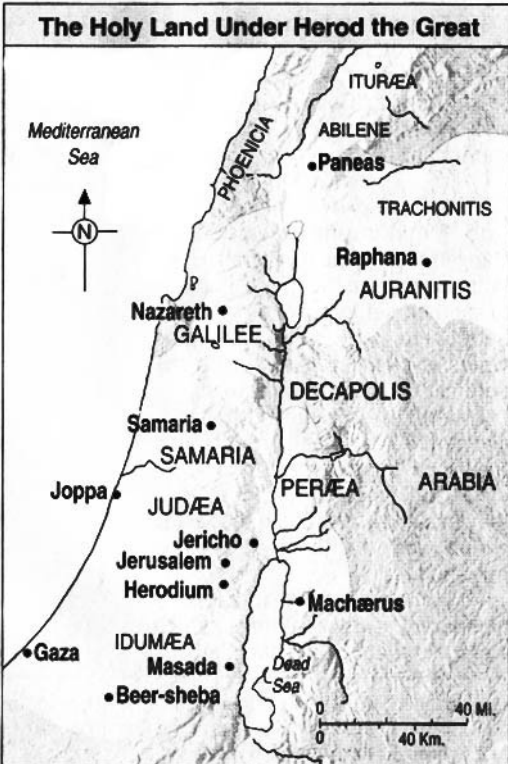 The Holy Land Under Herod the Great
ITURÆA
Mediterranean
Sea
ABILENE
PHOENICIA
Paneas
TRACHONITIS
N
Raphana
AURANITIS
Nazareth
GALILEE
DECAPOLIS
Samaria
SAMARIA
ARABIA
PERÆA
Joppa
JUDÆA
Jericho
Jerusalem
Herodium
Machærus
IDUMÆA
Gaza
Masada
Dead
Sea
Beer-sheba
0 40 Mi.
0 40 Km.